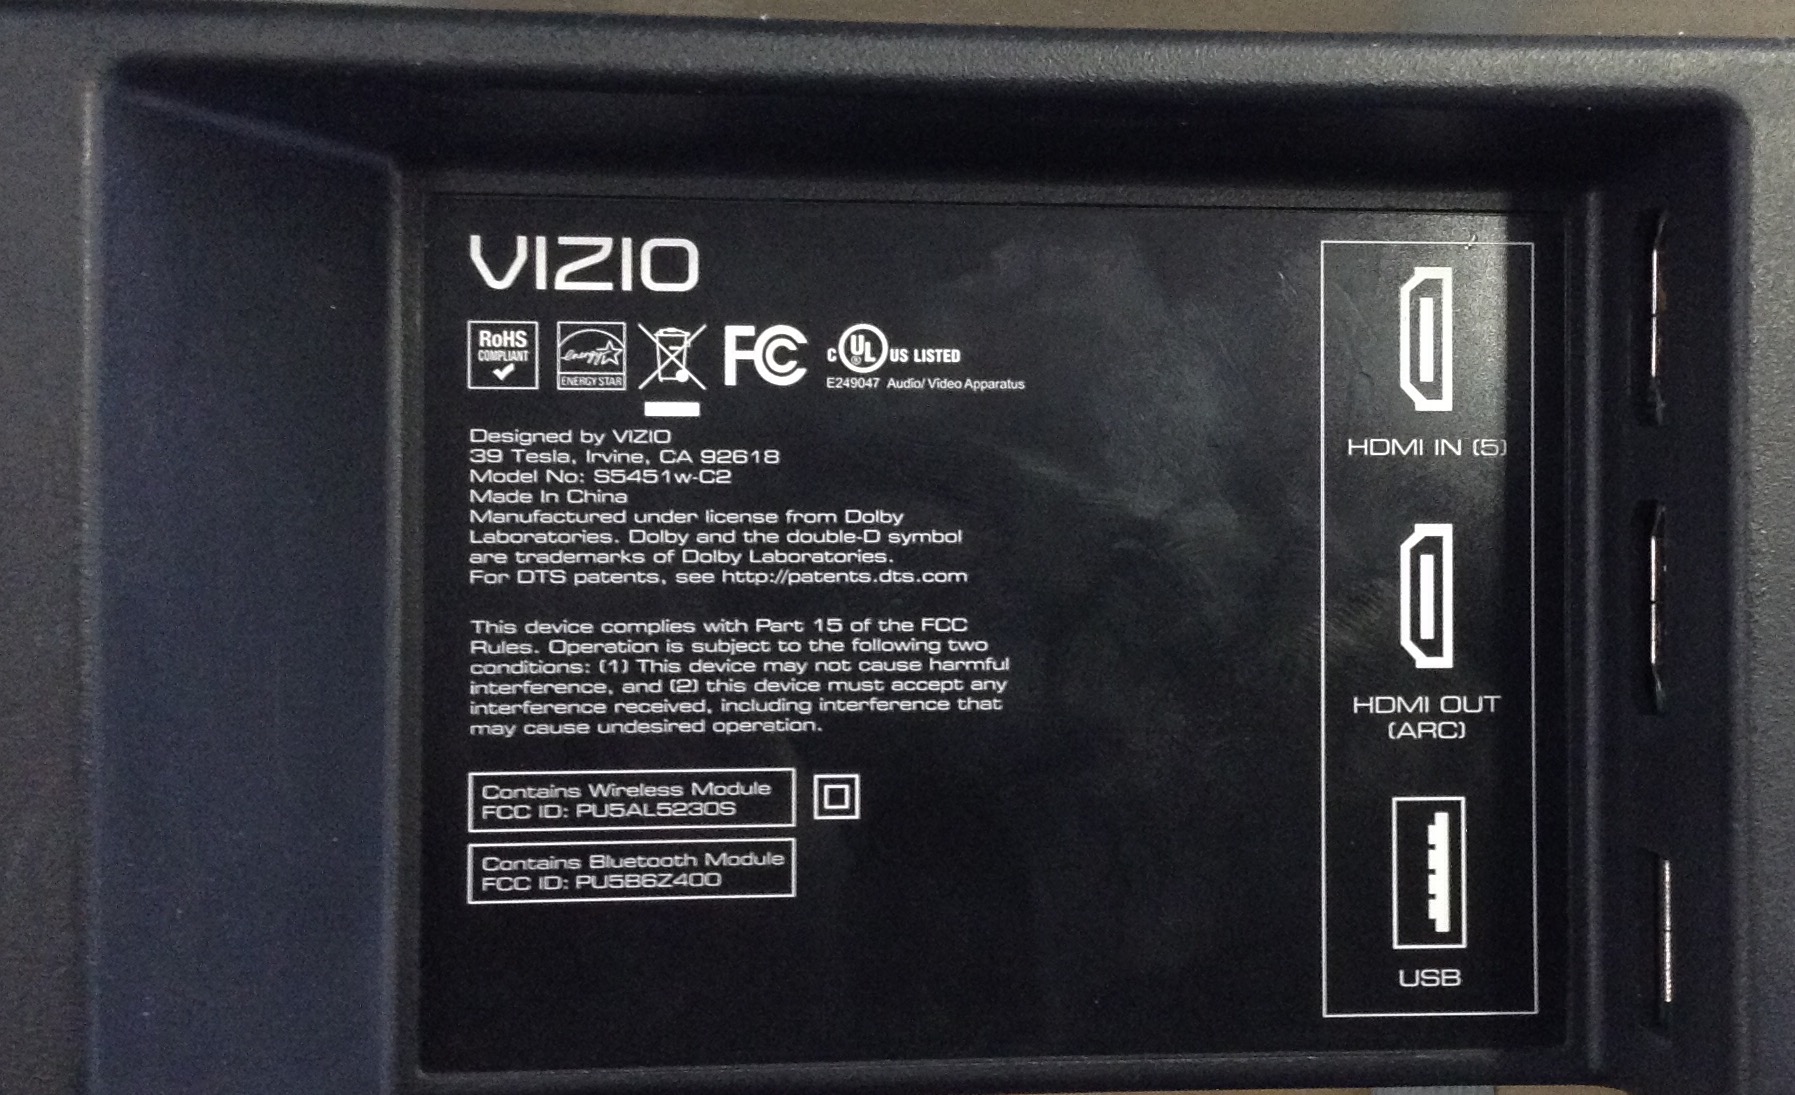 VIZIO
RoHS
COMPLIANT
energy
ENERGY STAR
FC
C UL US LISTED
E249047 Audio/ Video Apparatus
Designed by VIZIO
39 Tesla, Irvine, CA 92618
Model No: S5451w-C2
Made In China
Manufactured under license from Dolby
Laboratories. Dolby and the double-D symbol
are trademarks of Dolby Laboratories.
For DTS patents, see http://patents.dts.com
This device complies with Part 15 of the FCC
Rules. Operation is subject to the following two
conditions: (1) This device may not cause harmful
interference, and (2) this device must accept any
interference received, including interference that
may cause undesired operation.
Contains Wireless Module
FCC ID: PU5AL5230S
Contains Bluetooth Module
FCC ID: PU5B6Z400
HDMI IN (5)
HDMI OUT
(ARC)
USB